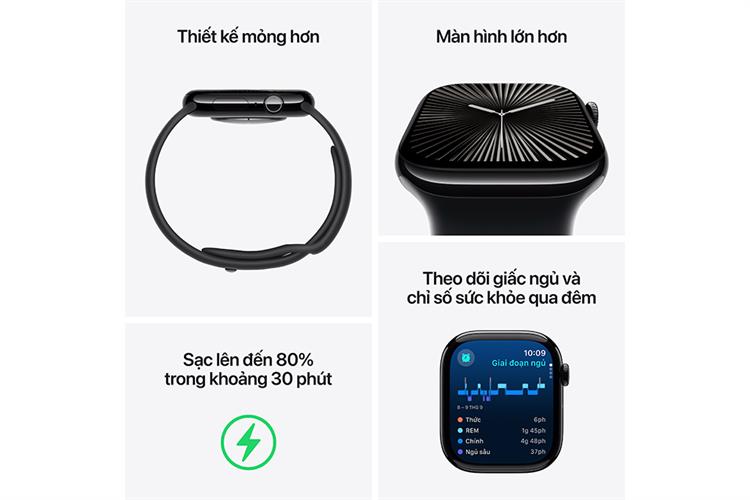 Thiết kế mỏng hơn
Màn hình lớn hơn
Sạc lên đến 80%
trong khoảng 30 phút
Theo dõi giấc ngủ và
chỉ số sức khỏe qua đêm
10:09
Giai đoạn ngủ
8 – 9 THG 9
Thức 6ph
REM 1g 45ph
Chính 4g 48ph
Ngủ sâu 37ph